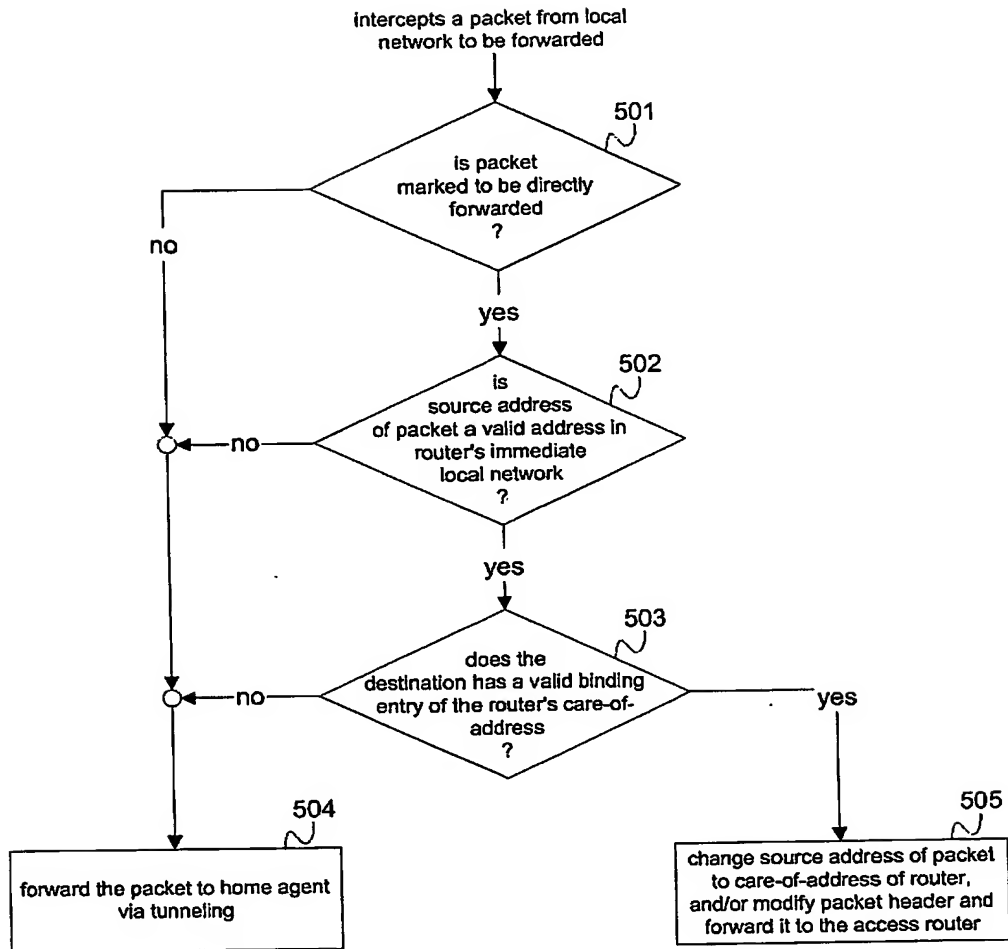 intercepts a packet from local
network to be forwarded
501
is packet
marked to be directly
forwarded
?
no
yes
502
is
source address
of packet a valid address in
router's immediate
local network
?
no
yes
503
does the
destination has a valid binding
entry of the router's care-of-
address
?
no
yes
504
forward the packet to home agent
via tunneling
505
change source address of packet
to care-of-address of router,
and/or modify packet header and
forward it to the access router